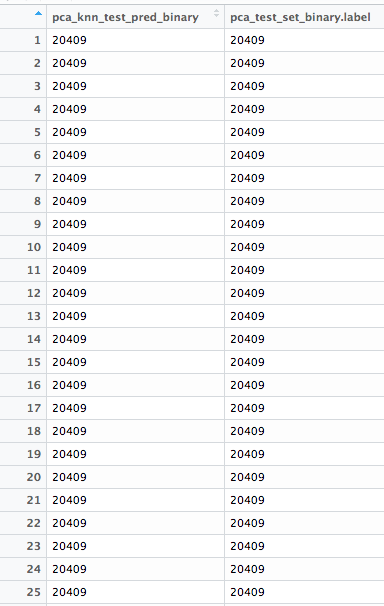 pca_knn_test_pred_binary pca_test_set_binary.label
1 20409 20409
2 20409 20409
3 20409 20409
4 20409 20409
5 20409 20409
6 20409 20409
7 20409 20409
8 20409 20409
9 20409 20409
10 20409 20409
11 20409 20409
12 20409 20409
13 20409 20409
14 20409 20409
15 20409 20409
16 20409 20409
17 20409 20409
18 20409 20409
19 20409 20409
20 20409 20409
21 20409 20409
22 20409 20409
23 20409 20409
24 20409 20409
25 20409 20409